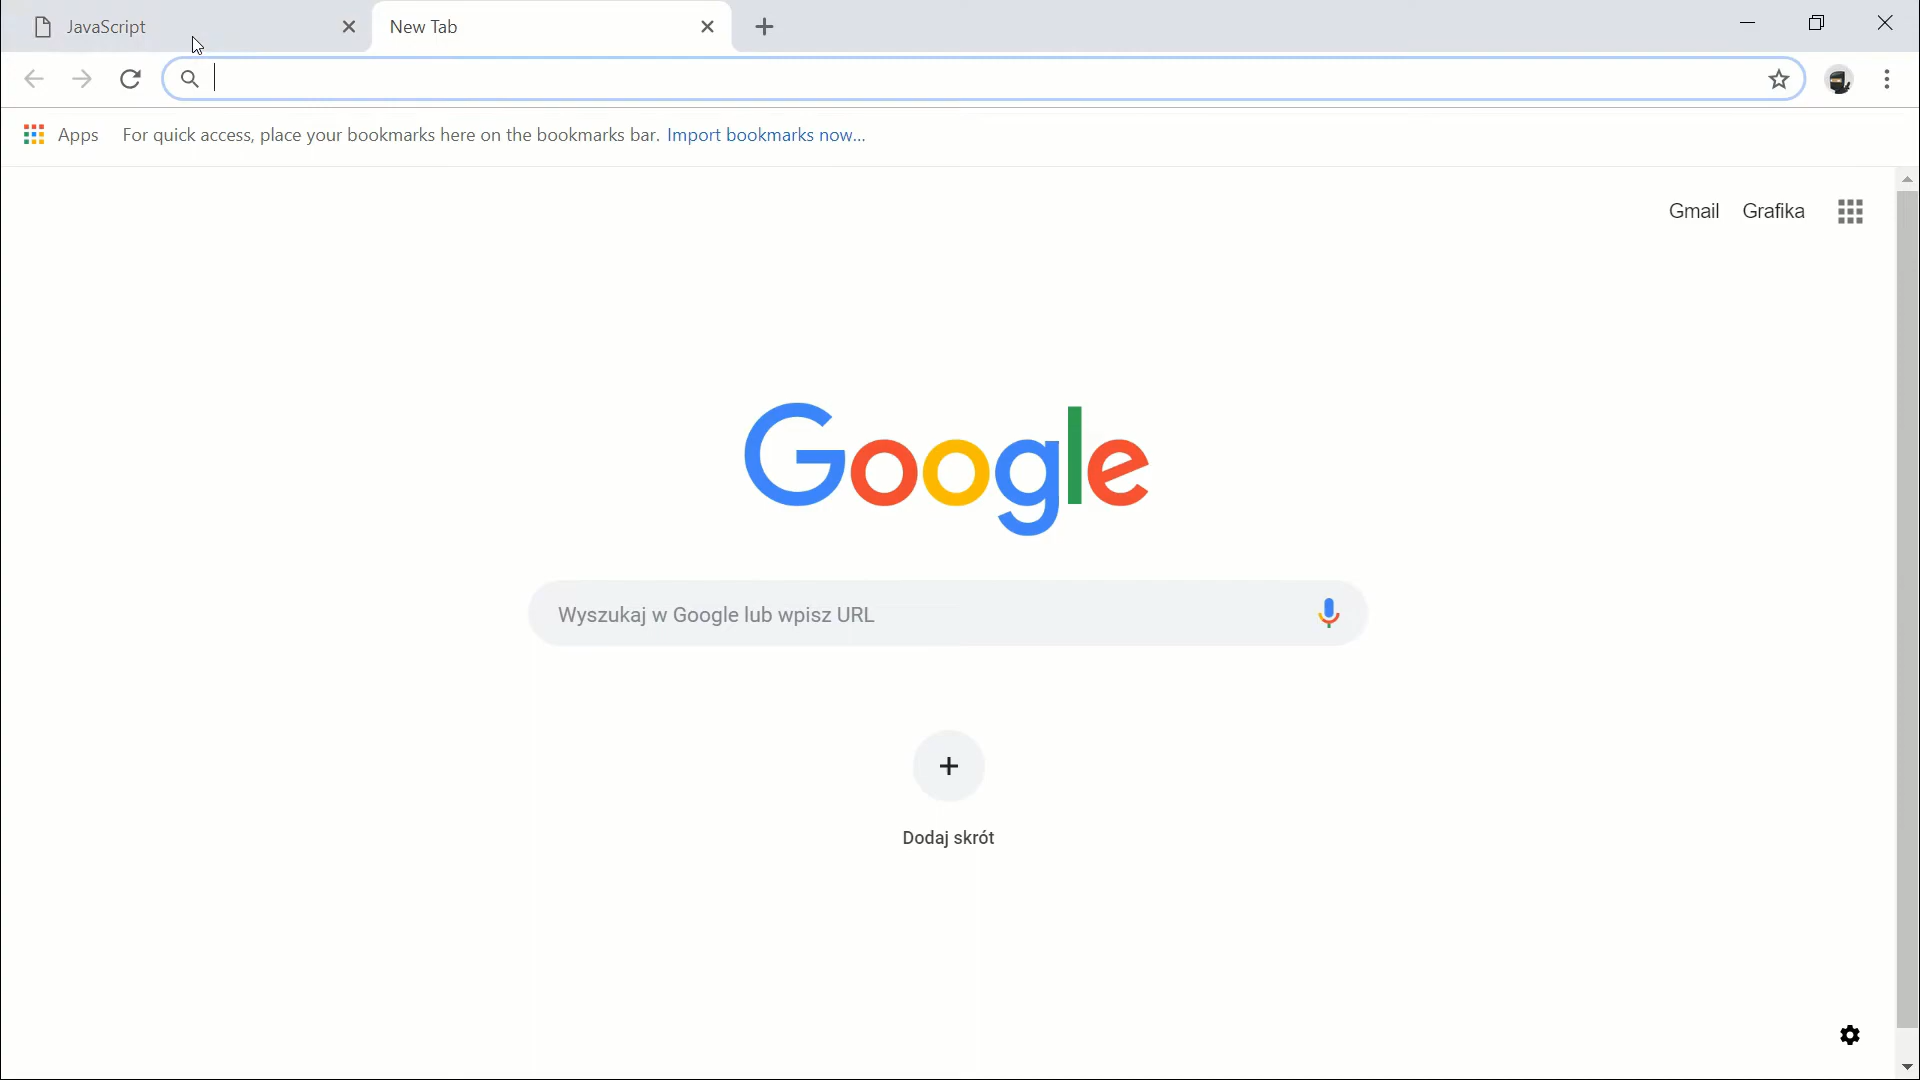 JavaScript
New Tab
Apps
For quick access, place your bookmarks here on the bookmarks bar. Import bookmarks now...
Gmail
Grafika
Google
Wyszukaj w Google lub wpisz URL
Dodaj skrót